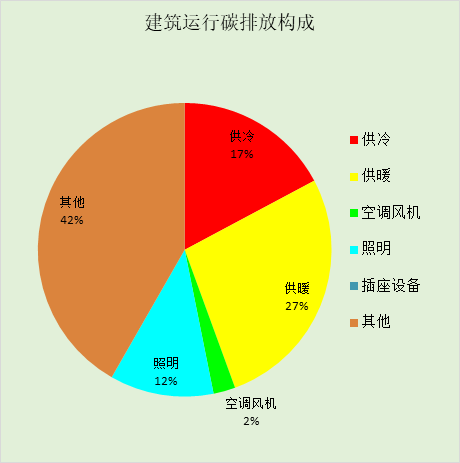 建筑运行碳排放构成
供冷
17%
供暖
27%
空调风机
2%
照明
12%
其他
42%
供冷
供暖
空调风机
照明
插座设备
其他